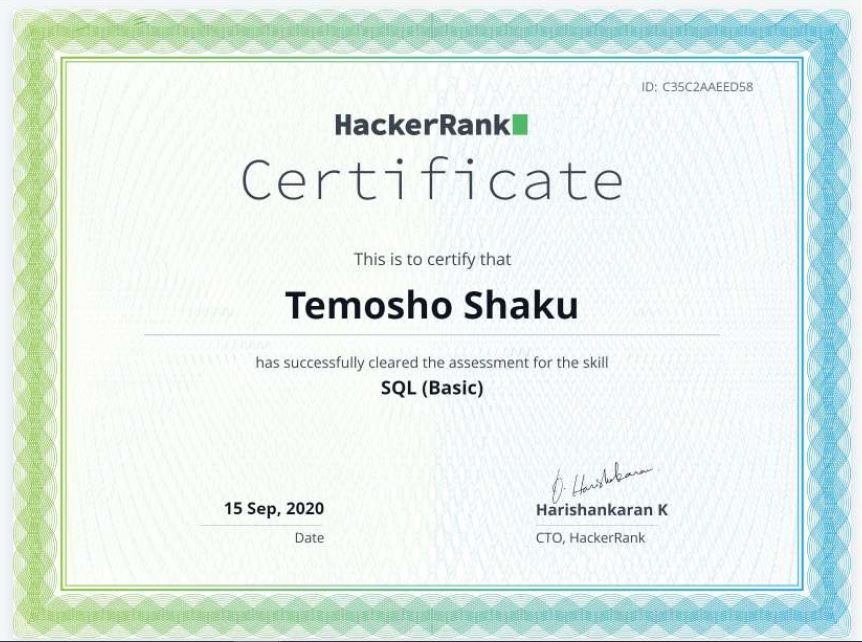 ID: C35C2AAEED58
HackerRank
Certificate
This is to certify that
Temosho Shaku
has successfully cleared the assessment for the skill
SQL (Basic)
15 Sep, 2020
Date
D. Harishankaran
Harishankaran K
CTO, HackerRank